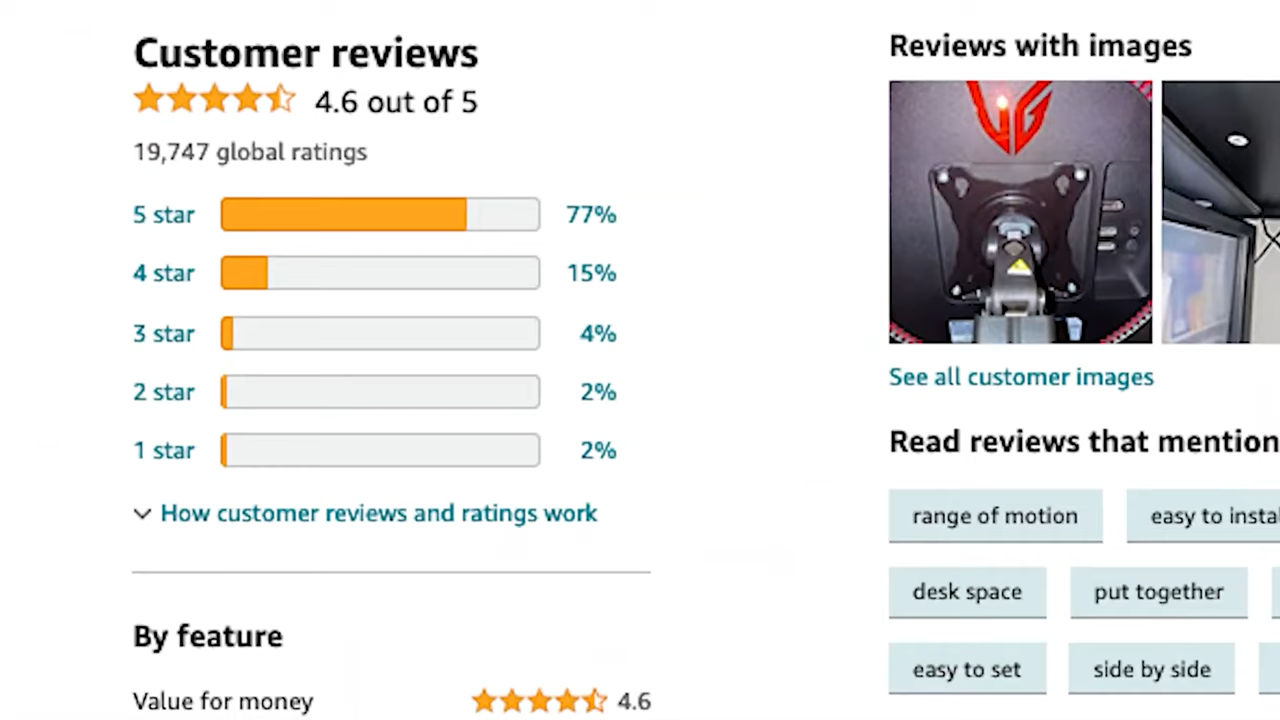 Customer reviews
4.6 out of 5
19,747 global ratings
5 star 77%
4 star 15%
3 star 4%
2 star 2%
1 star 2%
How customer reviews and ratings work
By feature
Value for money 4.6
Reviews with images
See all customer images
Read reviews that mention
range of motion easy to instal
desk space put together
easy to set side by side